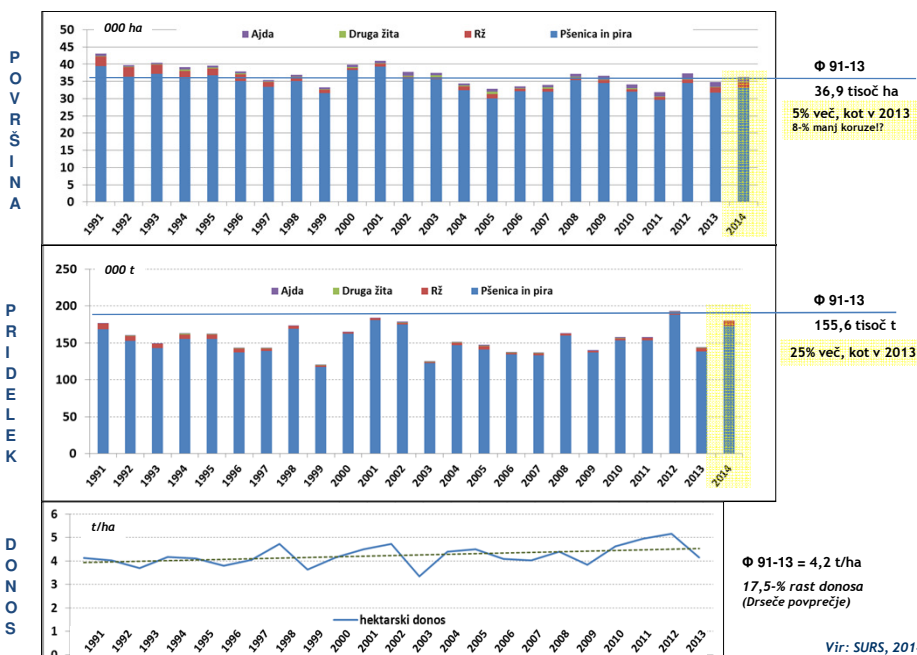 POVRŠINA
000 ha
Ajda Druga žita Rž Pšenica in pira
50
45
40
35
30
25
20
15
10
5
0
1991 1992 1993 1994 1995 1996 1997 1998 1999 2000 2001 2002 2003 2004 2005 2006 2007 2008 2009 2010 2011 2012 2013 2014
Φ 91-13
36,9 tisoč ha
5% več, kot v 2013
8-% manj koruze!?
PRIDELEK
000 t
Ajda Druga žita Rž Pšenica in pira
250
200
150
100
50
0
1991 1992 1993 1994 1995 1996 1997 1998 1999 2000 2001 2002 2003 2004 2005 2006 2007 2008 2009 2010 2011 2012 2013 2014
Φ 91-13
155,6 tisoč t
25% več, kot v 2013
DONOS
t/ha
6
5
4
3
2
1
0
hektarski donos
1991 1992 1993 1994 1995 1996 1997 1998 1999 2000 2001 2002 2003 2004 2005 2006 2007 2008 2009 2010 2011 2012 2013
Φ 91-13 = 4,2 t/ha
17,5-% rast donosa
(Drseče povprečje)
Vir: SURS, 201